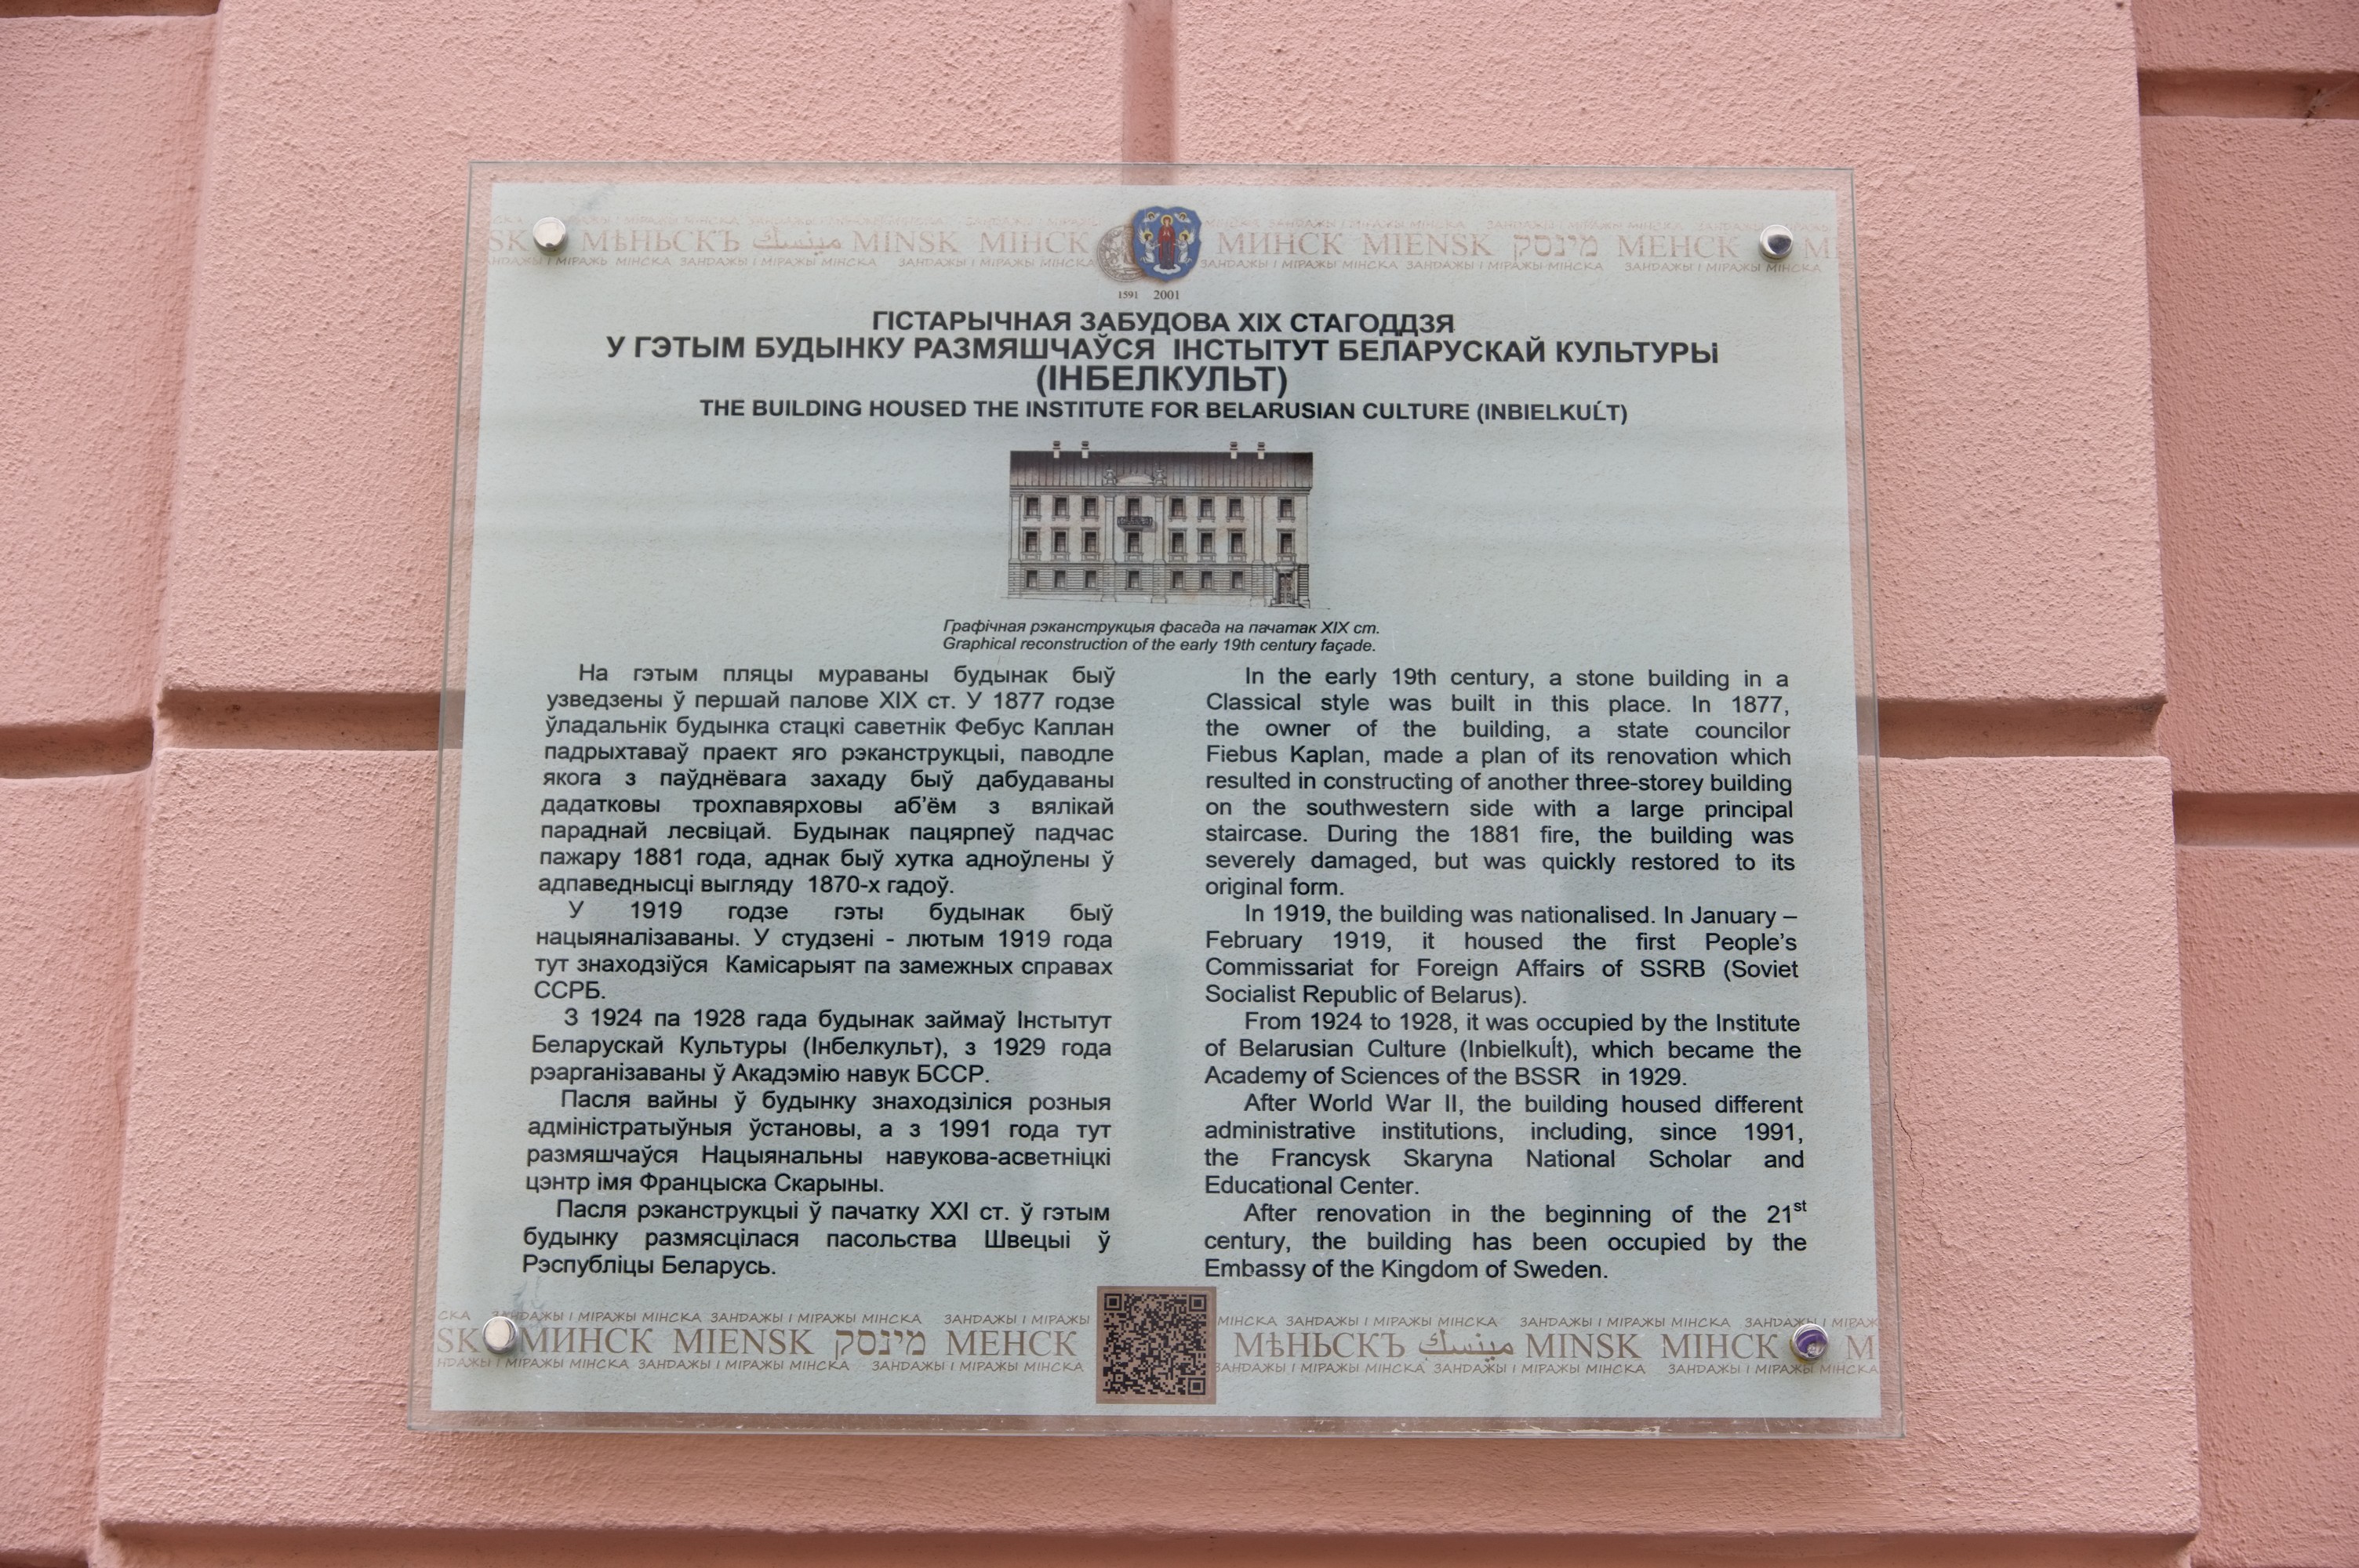 SK МѢНЬСКЪ مينسك MINSK МІНСК МИНСК MIENSK מינסק МЕНСК
ЗАНДАЖЫ І МІРАЖЫ МІНСКА ЗАНДАЖЫ І МІРАЖЫ МІНСКА ЗАНДАЖЫ І МІРАЖЫ МІНСКА ЗАНДАЖЫ І МІРАЖЫ МІНСКА
1591 2001
ГІСТАРЫЧНАЯ ЗАБУДОВА XIX СТАГОДДЗЯ
У ГЭТЫМ БУДЫНКУ РАЗМЯШЧАЎСЯ ІНСТЫТУТ БЕЛАРУСКАЙ КУЛЬТУРЫ
(ІНБЕЛКУЛЬТ)
THE BUILDING HOUSED THE INSTITUTE FOR BELARUSIAN CULTURE (INBIELKUĹT)
Графічная рэканструкцыя фасада на пачатак XIX ст.
Graphical reconstruction of the early 19th century façade.
На гэтым пляцы мураваны будынак быў
узведзены ў першай палове XIX ст. У 1877 годзе
ўладальнік будынка стацкі саветнік Фебус Каплан
падрыхтаваў праект яго рэканструкцыі, паводле
якога з паўднёвага захаду быў дабудаваны
дадатковы трохпавярховы аб'ём з вялікай
параднай лесвіцай. Будынак пацярпеў падчас
пажару 1881 года, аднак быў хутка адноўлены ў
адпаведнысці выгляду 1870-х гадоў.
У 1919 годзе гэты будынак быў
нацыяналізаваны. У студзені - лютым 1919 года
тут знаходзіўся Камісарыят па замежных справах
ССРБ.
З 1924 па 1928 гада будынак займаў Інстытут
Беларускай Культуры (Інбелкульт), з 1929 года
рэарганізаваны ў Акадэмію навук БССР.
Пасля вайны ў будынку знаходзіліся розныя
адміністратыўныя ўстановы, а з 1991 года тут
размяшчаўся Нацыянальны навукова-асветніцкі
цэнтр імя Францыска Скарыны.
Пасля рэканструкцыі ў пачатку XXI ст. ў гэтым
будынку размясцілася пасольства Швецыі ў
Рэспубліцы Беларусь.
In the early 19th century, a stone building in a
Classical style was built in this place. In 1877,
the owner of the building, a state councilor
Fiebus Kaplan, made a plan of its renovation which
resulted in constructing of another three-storey building
on the southwestern side with a large principal
staircase. During the 1881 fire, the building was
severely damaged, but was quickly restored to its
original form.
In 1919, the building was nationalised. In January –
February 1919, it housed the first People's
Commissariat for Foreign Affairs of SSRB (Soviet
Socialist Republic of Belarus).
From 1924 to 1928, it was occupied by the Institute
of Belarusian Culture (Inbielkuĺt), which became the
Academy of Sciences of the BSSR in 1929.
After World War II, the building housed different
administrative institutions, including, since 1991,
the Francysk Skaryna National Scholar and
Educational Center.
After renovation in the beginning of the 21st
century, the building has been occupied by the
Embassy of the Kingdom of Sweden.
СКА ЗАНДАЖЫ І МІРАЖЫ МІНСКА ЗАНДАЖЫ І МІРАЖЫ МІНСКА ЗАНДАЖЫ І МІРАЖЫ МІНСКА ЗАНДАЖЫ І МІРАЖЫ МІНСКА ЗАНДАЖЫ І МІРАЖЫ МІНСКА
SK МИНСК MIENSK מינסק МЕНСК МѢНЬСКЪ مينسك MINSK МІНСК М
ЗАНДАЖЫ І МІРАЖЫ МІНСКА ЗАНДАЖЫ І МІРАЖЫ МІНСКА ЗАНДАЖЫ І МІРАЖЫ МІНСКА ЗАНДАЖЫ І МІРАЖЫ МІНСКА ЗАНДАЖЫ І МІРАЖЫ МІНСКА ЗАНДАЖЫ І МІРАЖЫ МІНСКА